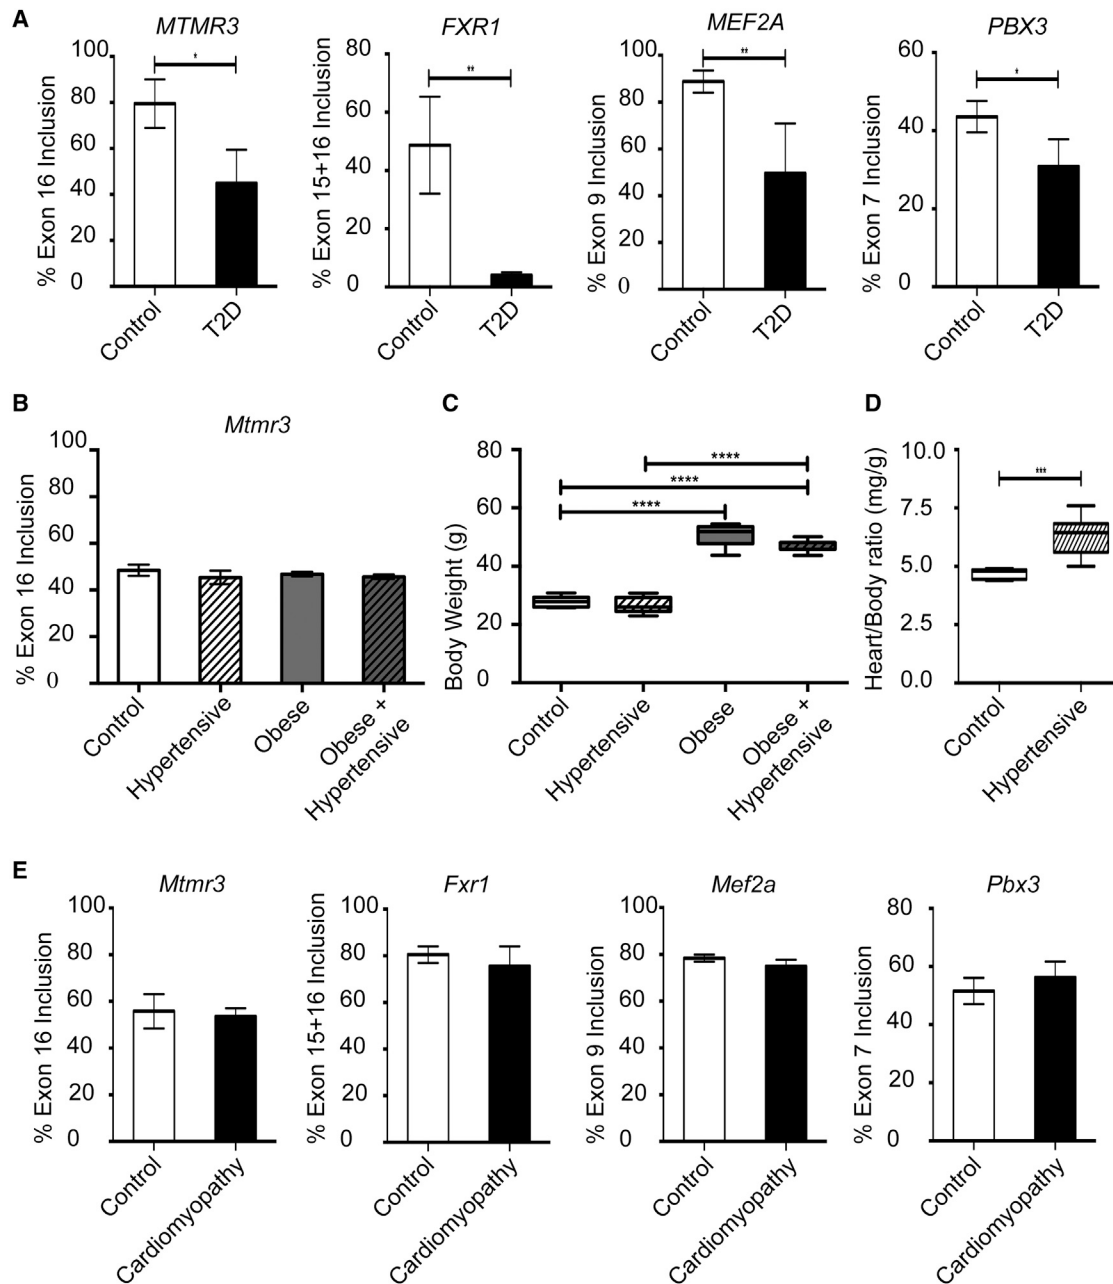 A
MTMR3
% Exon 16 Inclusion
100
80
60
40
20
0
*
Control
T2D
FXR1
% Exon 15+16 Inclusion
80
60
40
20
0
**
Control
T2D
MEF2A
% Exon 9 Inclusion
100
80
60
40
20
0
**
Control
T2D
PBX3
% Exon 7 Inclusion
60
40
20
0
*
Control
T2D
B
Mtmr3
% Exon 16 Inclusion
100
80
60
40
20
0
Control
Hypertensive
Obese
Obese +
Hypertensive
C
Body Weight (g)
80
60
40
20
0
****
****
****
Control
Hypertensive
Obese
Obese +
Hypertensive
D
Heart/Body ratio (mg/g)
10.0
7.5
5.0
2.5
0.0
***
Control
Hypertensive
E
Mtmr3
% Exon 16 Inclusion
100
80
60
40
20
0
Control
Cardiomyopathy
Fxr1
% Exon 15+16 Inclusion
100
80
60
40
20
0
Control
Cardiomyopathy
Mef2a
% Exon 9 Inclusion
100
80
60
40
20
0
Control
Cardiomyopathy
Pbx3
% Exon 7 Inclusion
80
60
40
20
0
Control
Cardiomyopathy